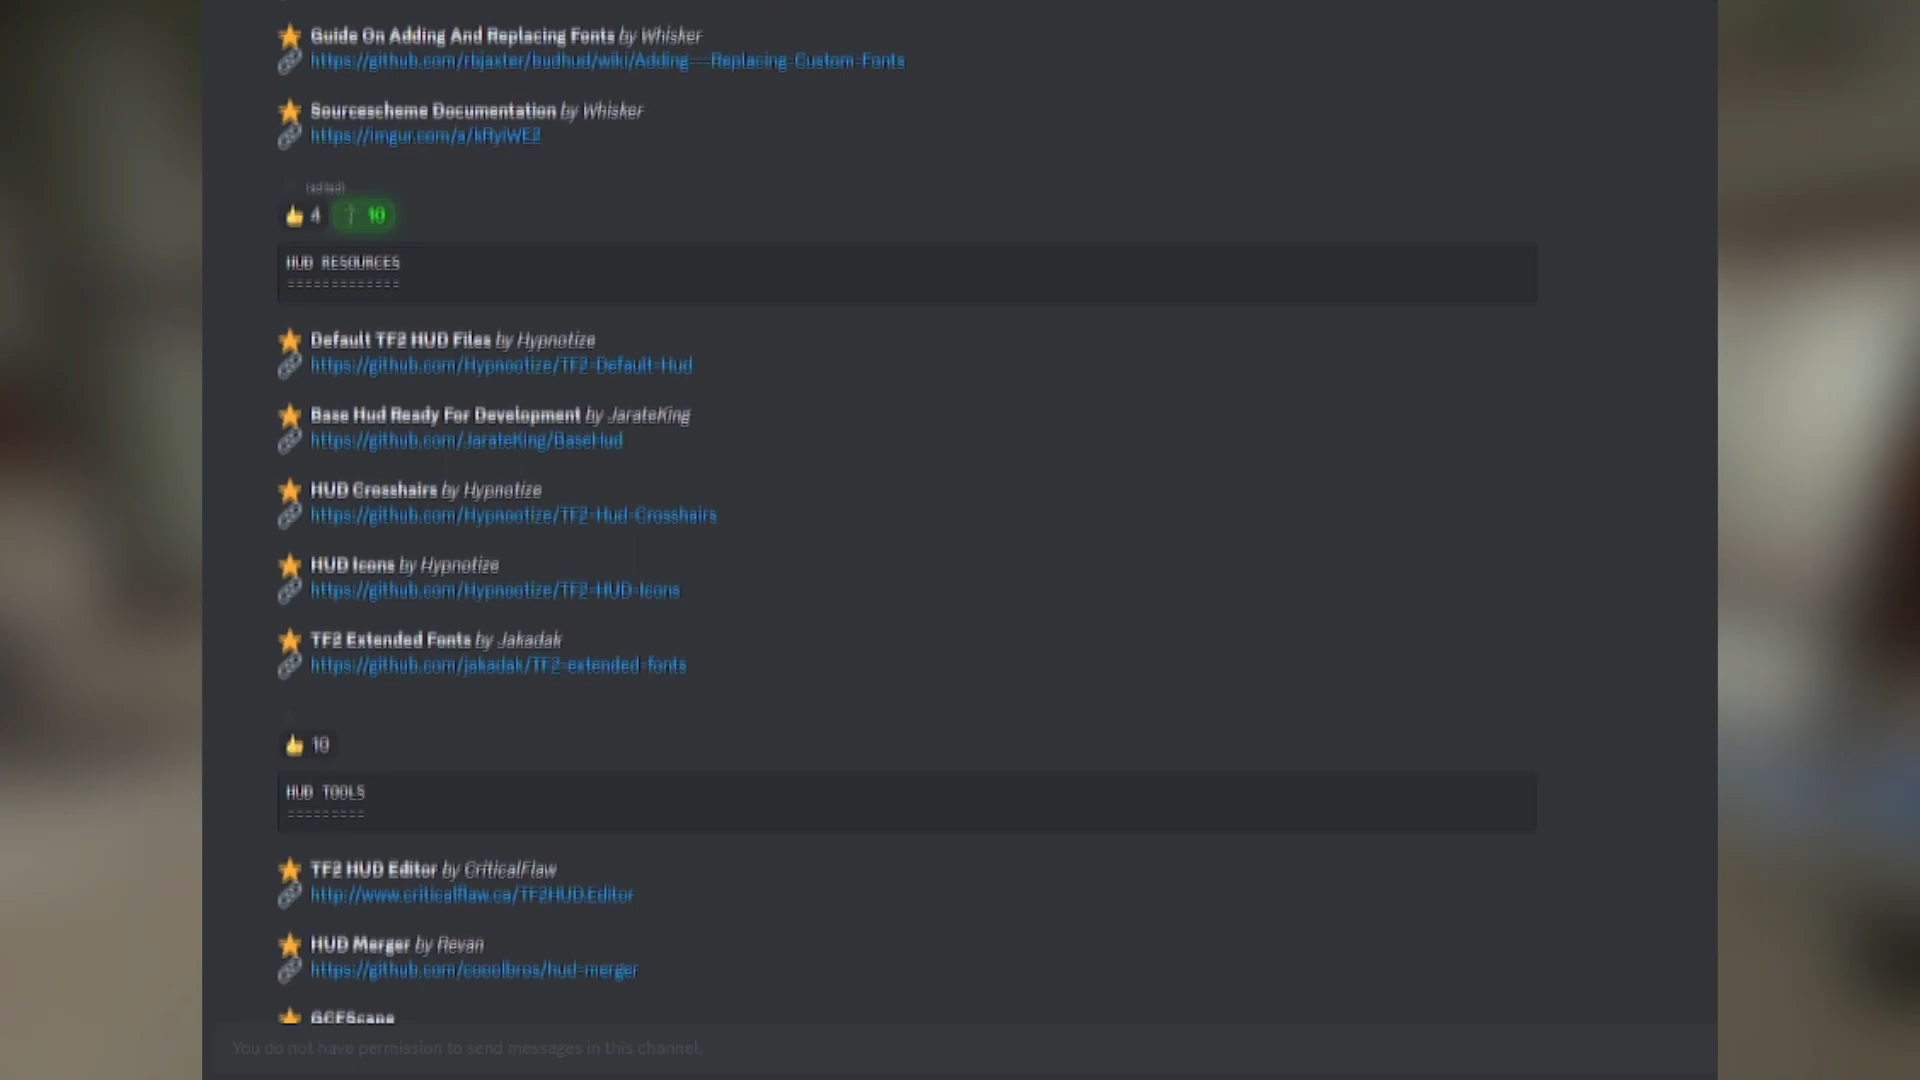 Guide On Adding And Replacing Fonts by Whisker
https://github.com/rbjaxter/budhud/wiki/Adding---Replacing-Custom-Fonts
Sourcescheme Documentation by Whisker
https://imgur.com/a/kRyiWE2
(edited)
4 10
HUD RESOURCES
=============
Default TF2 HUD Files by Hypnotize
https://github.com/Hypnootize/TF2-Default-Hud
Base Hud Ready For Development by JarateKing
https://github.com/JarateKing/BaseHud
HUD Crosshairs by Hypnotize
https://github.com/Hypnootize/TF2-Hud-Crosshairs
HUD Icons by Hypnotize
https://github.com/Hypnootize/TF2-HUD-Icons
TF2 Extended Fonts by Jakadak
https://github.com/jakadak/TF2-extended-fonts
10
HUD TOOLS
=========
TF2 HUD Editor by CriticalFlaw
http://www.criticalflaw.ca/TF2HUD.Editor
HUD Merger by Revan
https://github.com/cooolbros/hud-merger
GCFScape
You do not have permission to send messages in this channel.